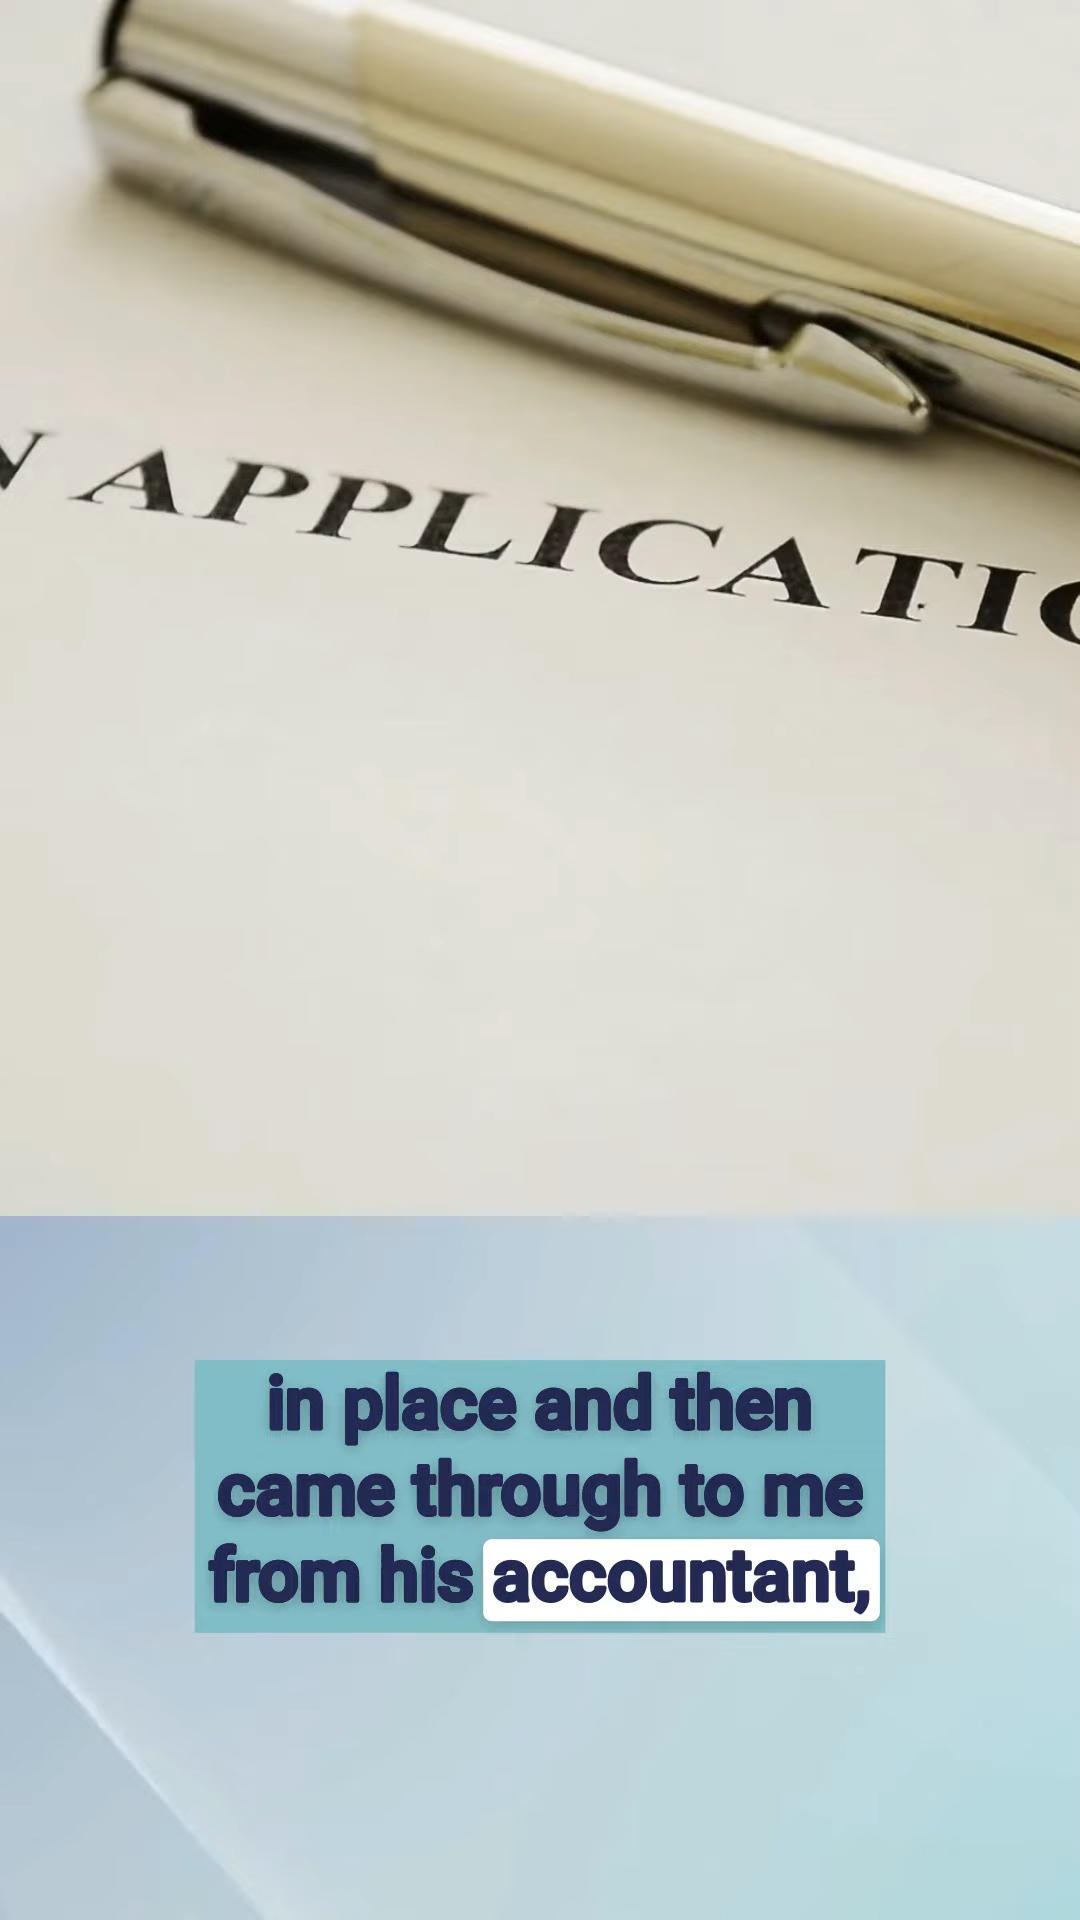 N APPLICATIO
in place and then
came through to me
from his accountant,